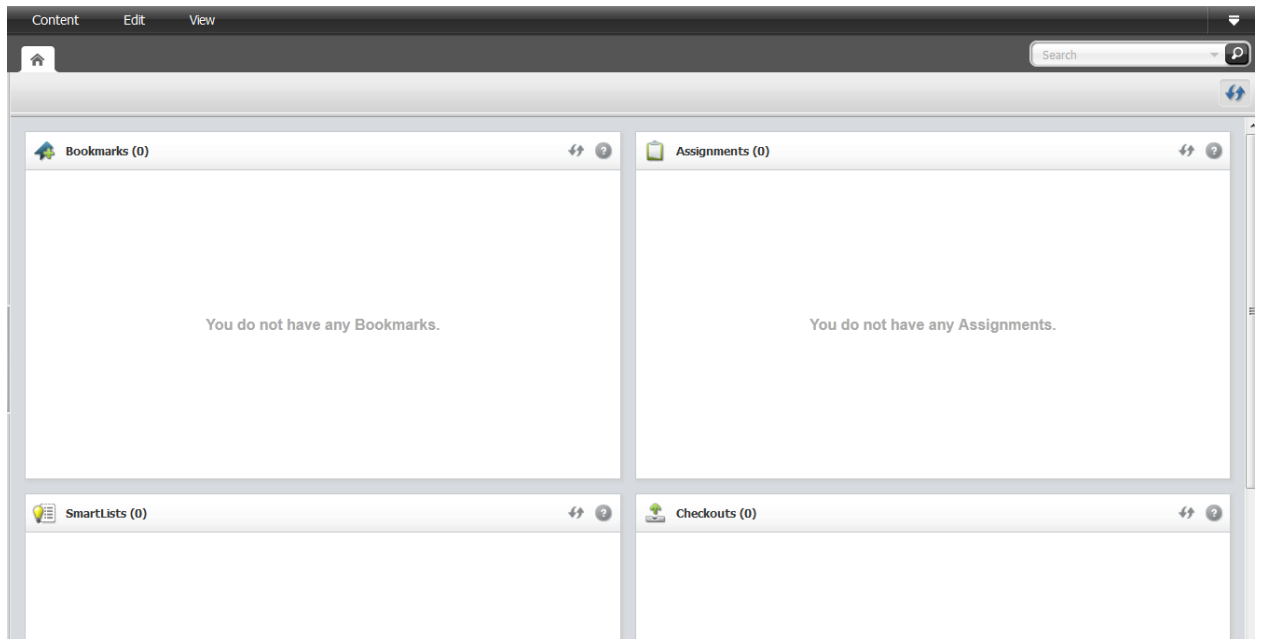 Content Edit View
Search
Bookmarks (0)
Assignments (0)
You do not have any Bookmarks.
You do not have any Assignments.
SmartLists (0)
Checkouts (0)